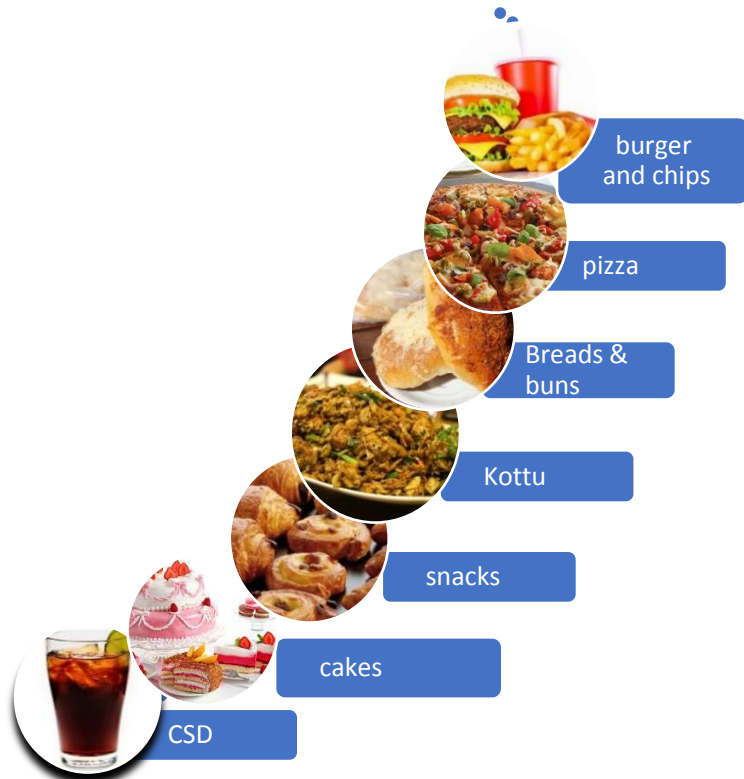 burger
and chips
pizza
Breads &
buns
Kottu
snacks
cakes
CSD